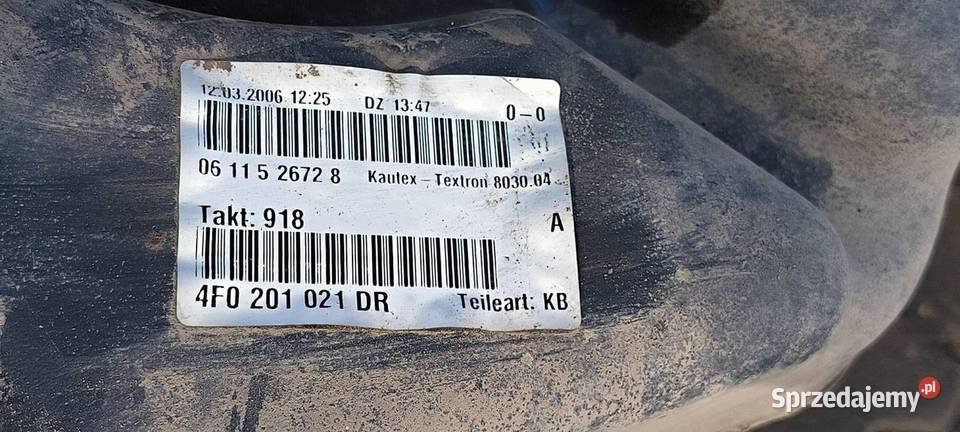 12.03.2006 12:25 DZ 13:47 0-0
06 11 5 2672 8 Kautex - Textron 8030.04
Takt: 918 A
4F0 201 021 DR Teileart: KB
Sprzedajemy.pl